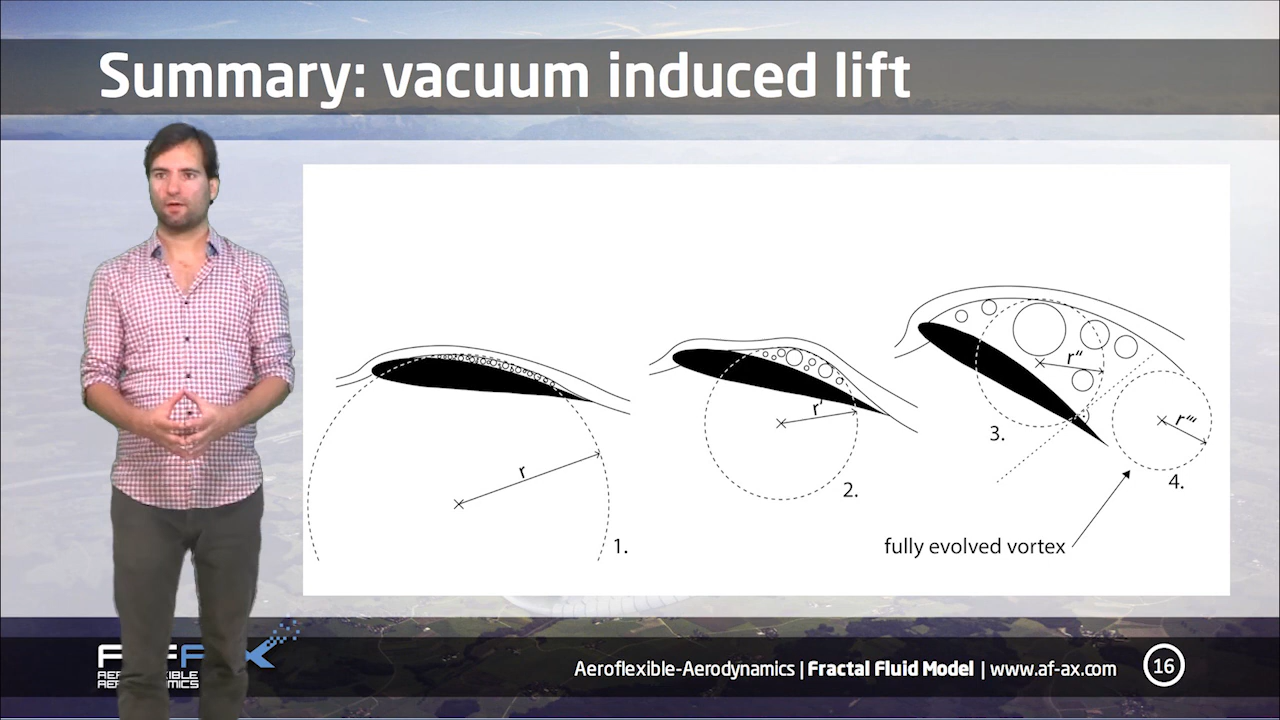 Summary: vacuum induced lift
r
1.
r'
2.
r''
3.
r'''
4.
fully evolved vortex
Aeroflexible-Aerodynamics | Fractal Fluid Model | www.af-ax.com
16